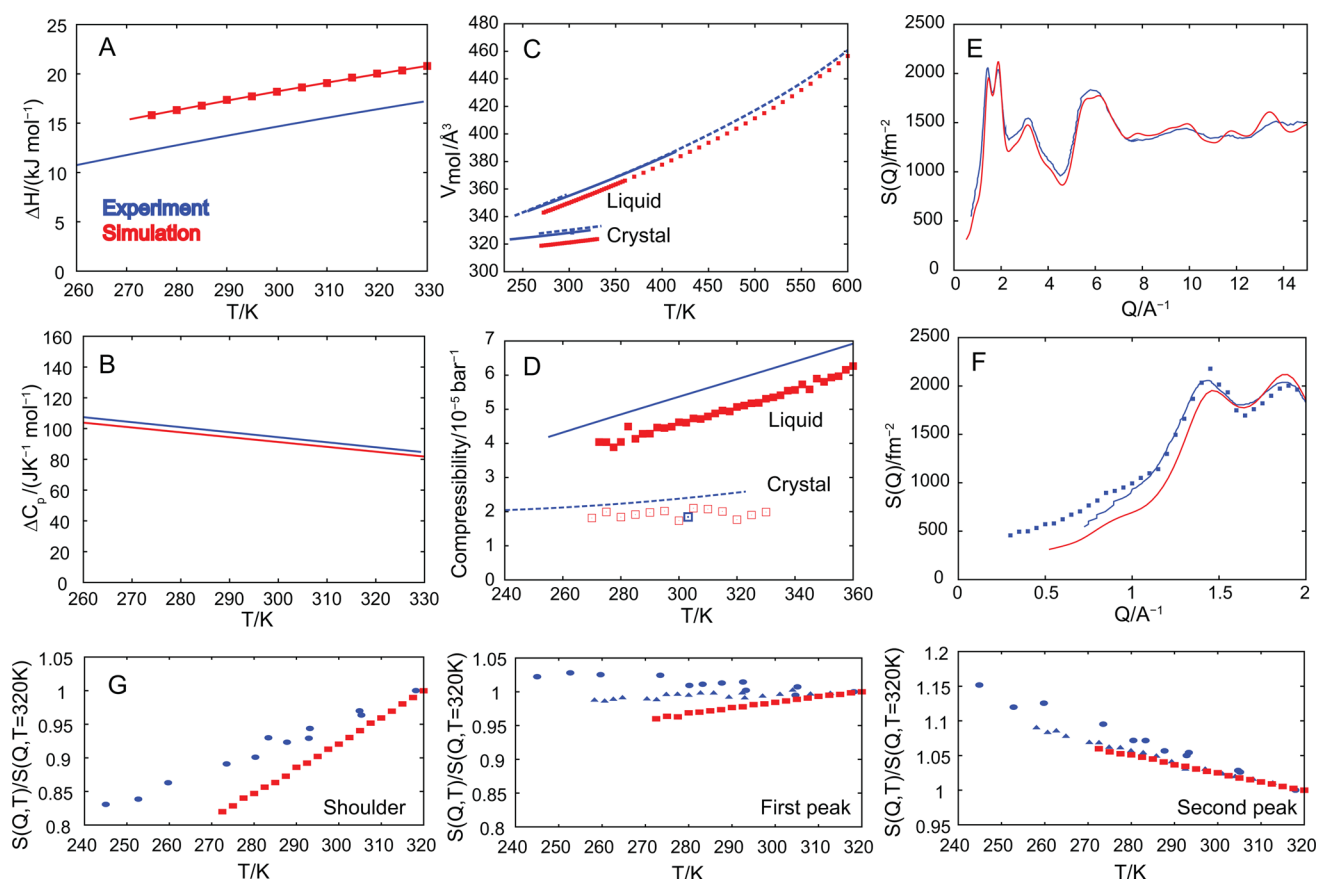 A
ΔH/(kJ mol⁻¹)
25
20
15
10
5
0
Experiment
Simulation
260 270 280 290 300 310 320 330
T/K
C
Vmol/Å³
480
460
440
420
400
380
360
340
320
300
Liquid
Crystal
250 300 350 400 450 500 550 600
T/K
E
S(Q)/fm⁻²
2500
2000
1500
1000
500
0
0 2 4 6 8 10 12 14
Q/A⁻¹
B
ΔCp/(JK⁻¹ mol⁻¹)
160
140
120
100
80
60
40
20
0
260 270 280 290 300 310 320 330
T/K
D
Compressibility/10⁻⁵ bar⁻¹
7
6
5
4
3
2
1
0
Liquid
Crystal
240 260 280 300 320 340 360
T/K
F
S(Q)/fm⁻²
2500
2000
1500
1000
500
0
0 0.5 1 1.5 2
Q/A⁻¹
G
S(Q,T)/S(Q,T=320K)
1.05
1
0.95
0.9
0.85
0.8
Shoulder
240 250 260 270 280 290 300 310 320
T/K
S(Q,T)/S(Q,T=320K)
1.05
1
0.95
0.9
0.85
0.8
First peak
240 250 260 270 280 290 300 310 320
T/K
S(Q,T)/S(Q,T=320K)
1.2
1.15
1.1
1.05
1
0.95
Second peak
240 250 260 270 280 290 300 310 320
T/K